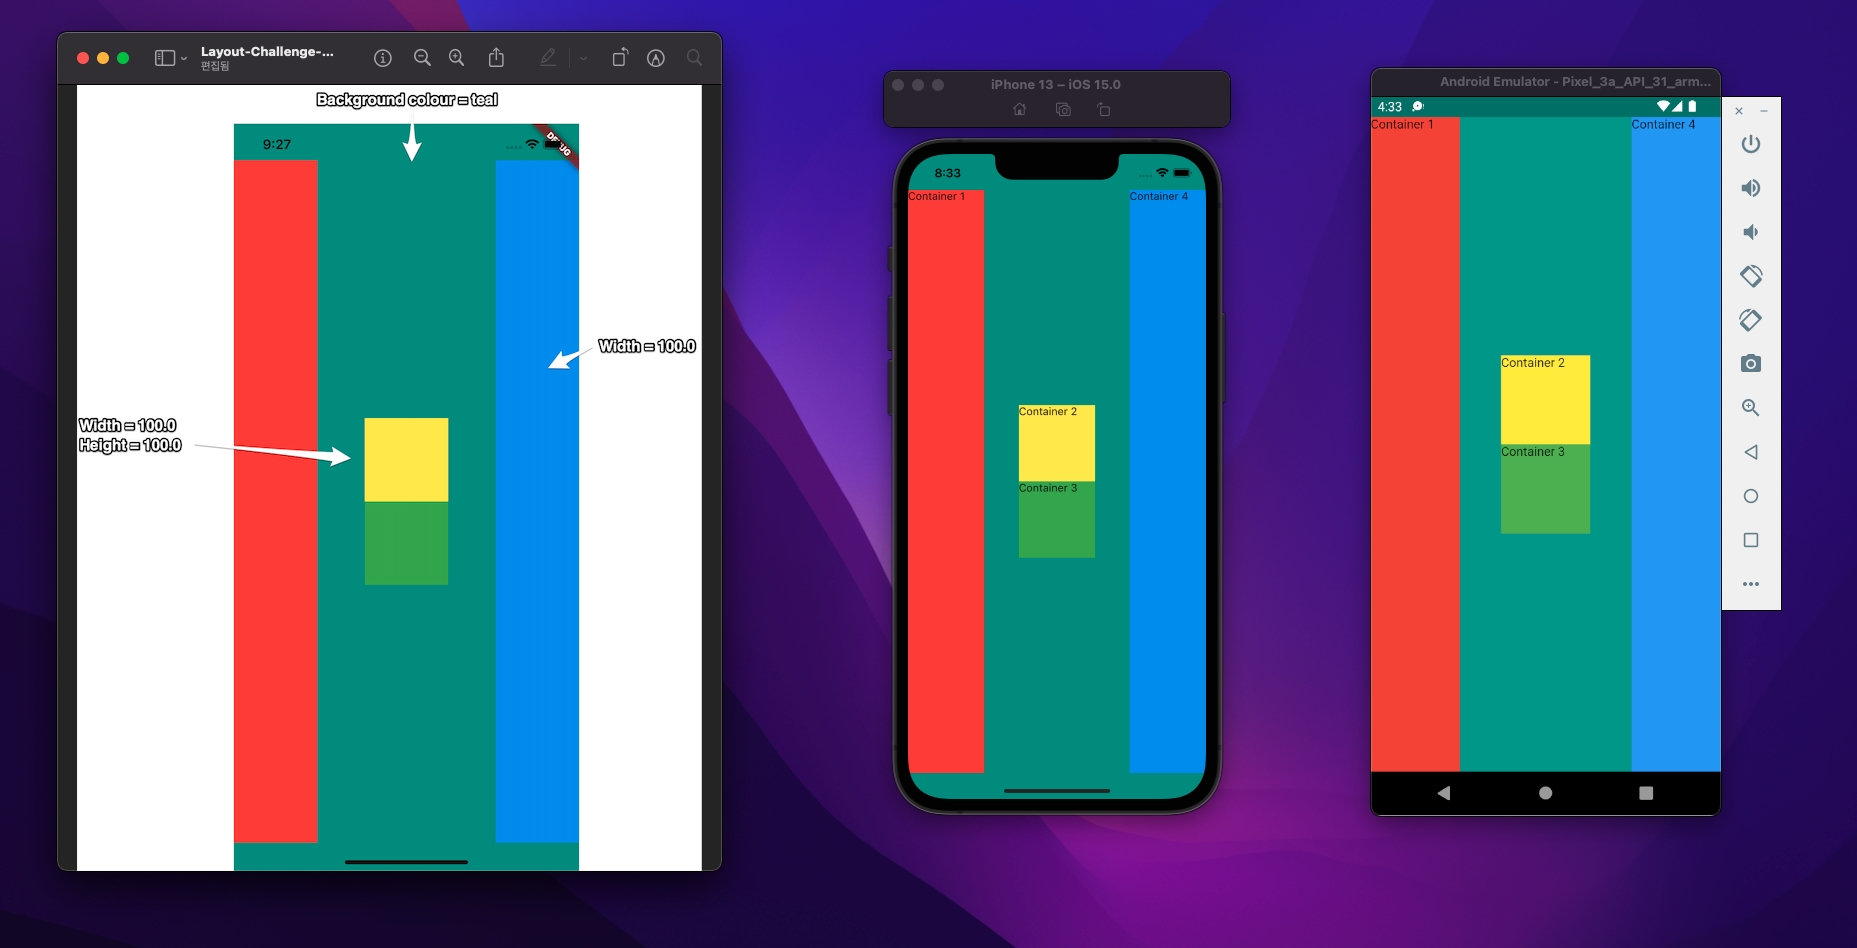 Layout-Challenge-...
편집됨
Background colour = teal
9:27
DEBUG
Width = 100.0
Width = 100.0
Height = 100.0
iPhone 13 – iOS 15.0
8:33
Container 1
Container 4
Container 2
Container 3
Android Emulator - Pixel_3a_API_31_arm...
4:33
Container 1
Container 4
Container 2
Container 3